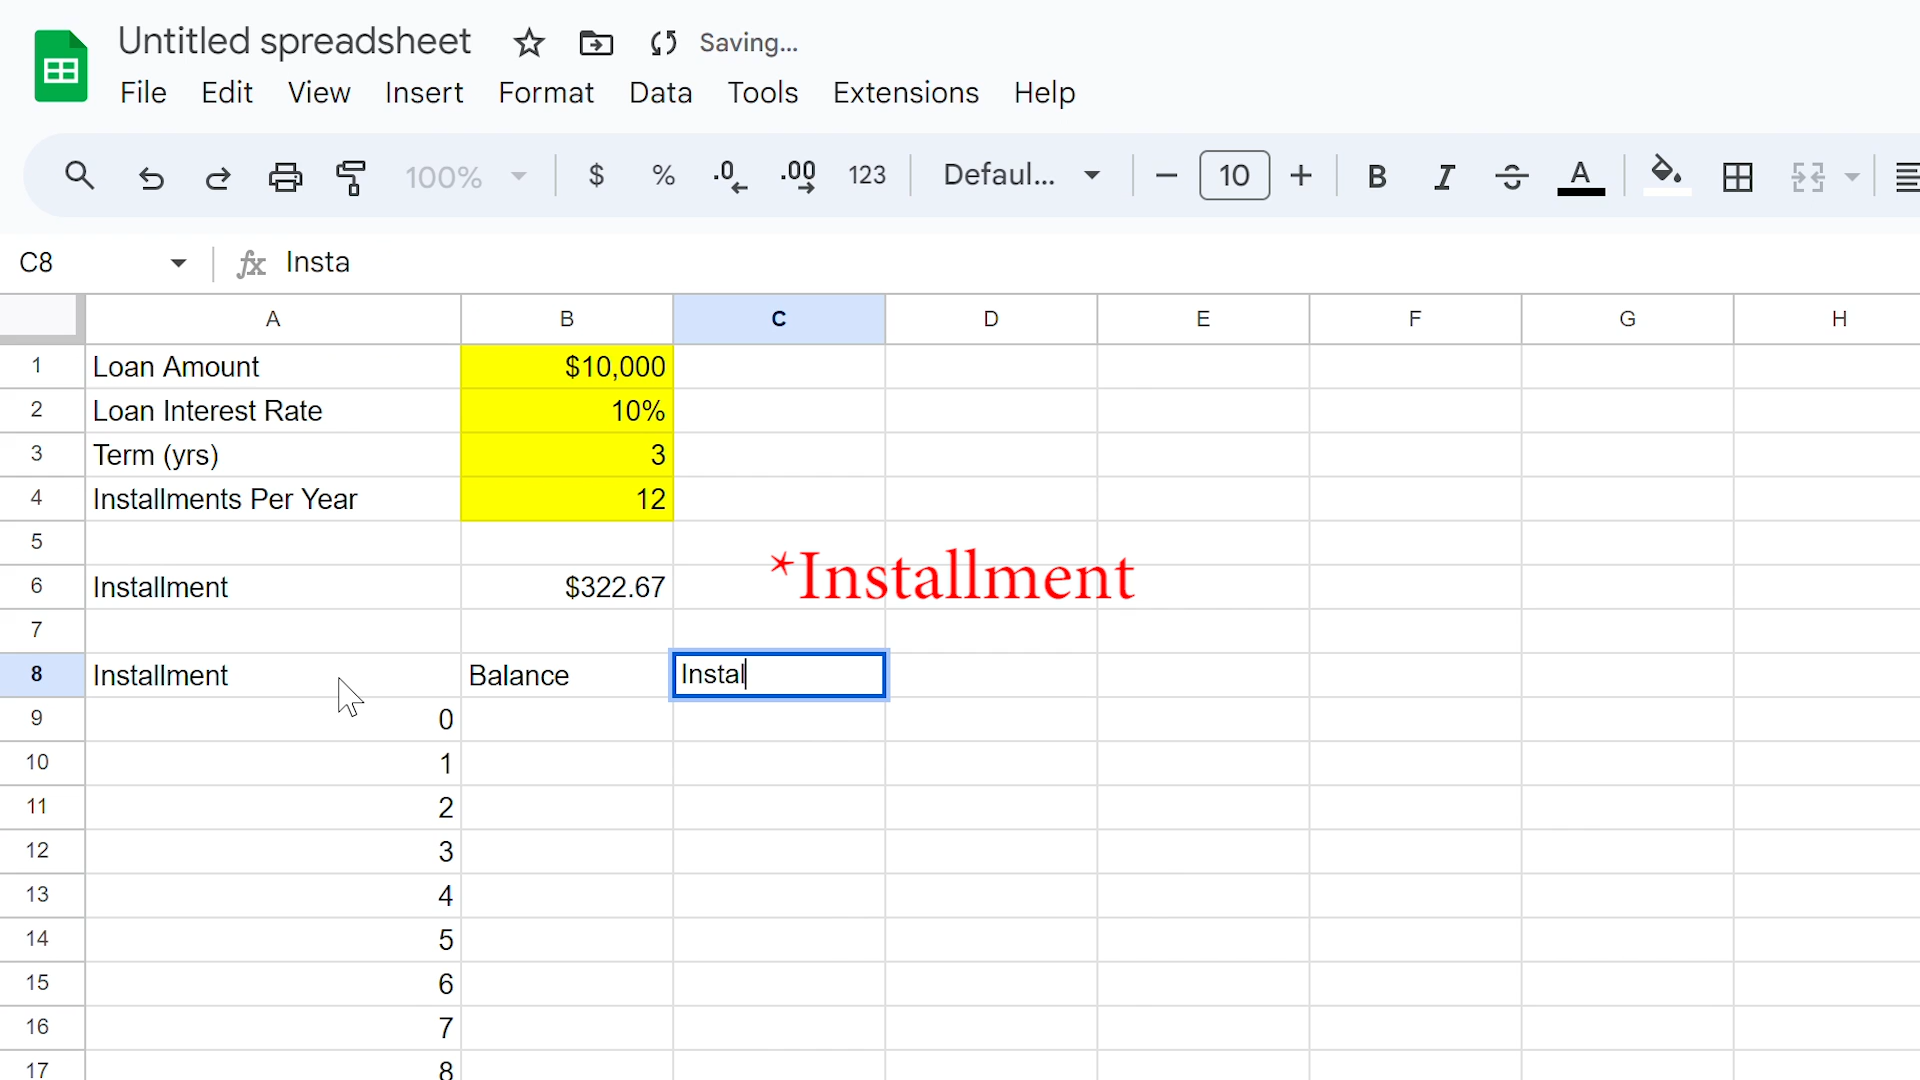 Untitled spreadsheet Saving...
File Edit View Insert Format Data Tools Extensions Help
100% $ % .0 .00 123 Defaul... 10 B I A
C8 fx Insta
A B C D E F G H
1 Loan Amount $10,000
2 Loan Interest Rate 10%
3 Term (yrs) 3
4 Installments Per Year 12
5
*Installment
6 Installment $322.67
7
8 Installment Balance Instal
9 0
10 1
11 2
12 3
13 4
14 5
15 6
16 7
17 8